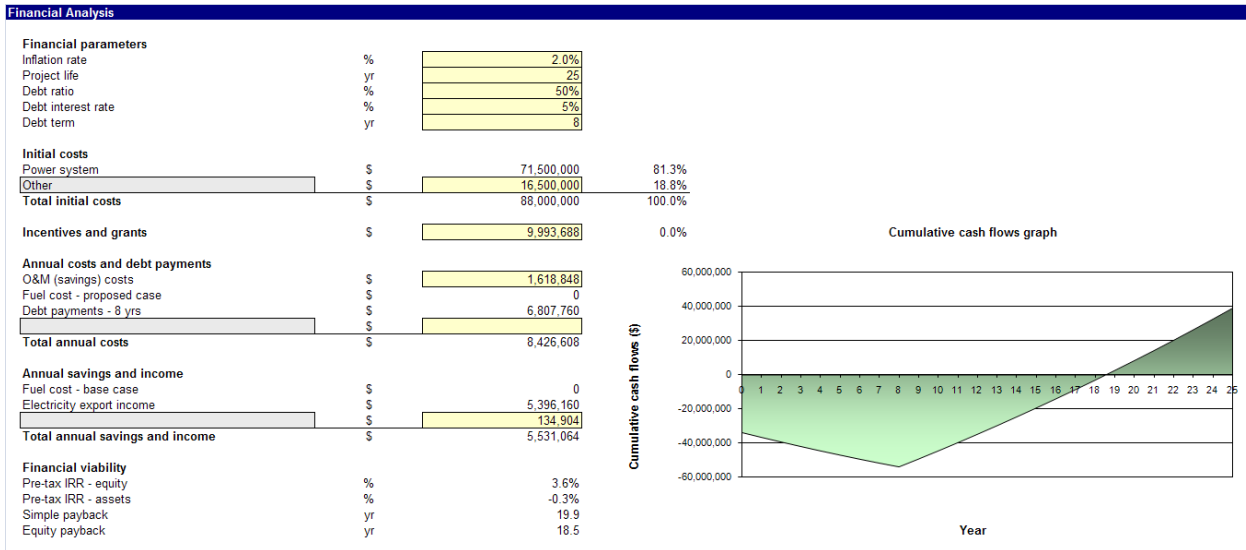 Financial Analysis
Financial parameters
Inflation rate % 2.0%
Project life yr 25
Debt ratio % 50%
Debt interest rate % 5%
Debt term yr 8
Initial costs
Power system $ 71,500,000 81.3%
Other $ 16,500,000 18.8%
Total initial costs $ 88,000,000 100.0%
Incentives and grants $ 9,993,688 0.0%
Annual costs and debt payments
O&M (savings) costs $ 1,618,848
Fuel cost - proposed case $ 0
Debt payments - 8 yrs $ 6,807,760
$
Total annual costs $ 8,426,608
Annual savings and income
Fuel cost - base case $ 0
Electricity export income $ 5,396,160
$ 134,904
Total annual savings and income $ 5,531,064
Financial viability
Pre-tax IRR - equity % 3.6%
Pre-tax IRR - assets % -0.3%
Simple payback yr 19.9
Equity payback yr 18.5
Cumulative cash flows graph
Cumulative cash flows ($)
60,000,000
40,000,000
20,000,000
0
-20,000,000
-40,000,000
-60,000,000
0 1 2 3 4 5 6 7 8 9 10 11 12 13 14 15 16 17 18 19 20 21 22 23 24 25
Year